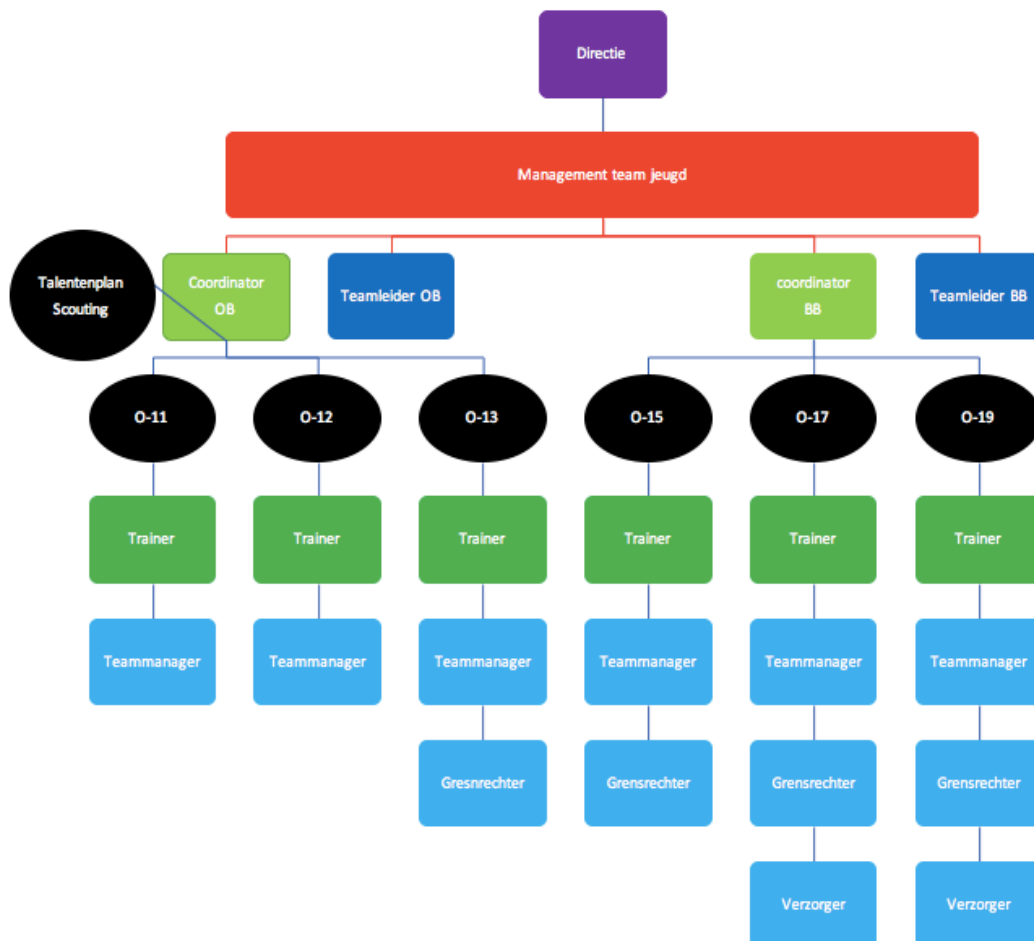 Directie
Management team jeugd
Talentenplan
Scouting
Coordinator
OB
Teamleider OB
coordinator
BB
Teamleider BB
O-11
O-12
O-13
O-15
O-17
O-19
Trainer
Trainer
Trainer
Trainer
Trainer
Trainer
Teammanager
Teammanager
Teammanager
Teammanager
Teammanager
Teammanager
Gresnrechter
Grensrechter
Grensrechter
Grensrechter
Verzorger
Verzorger